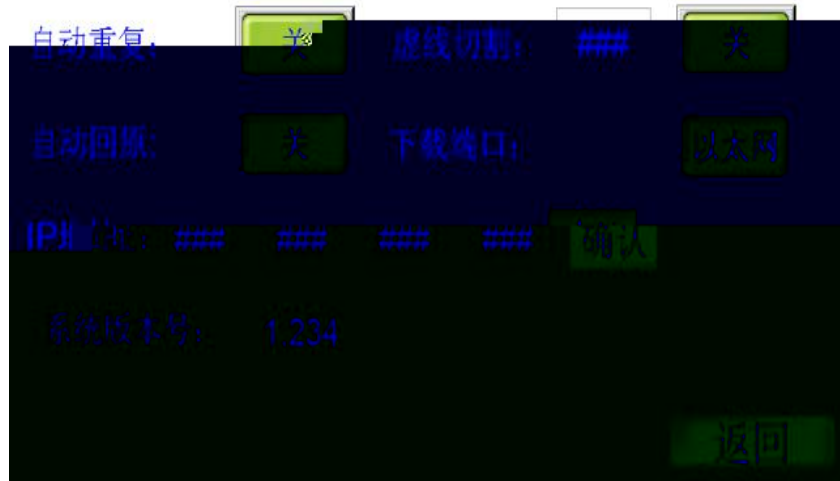 自动重复: 关 虚线切割: ### 关
自动回原: 关 下载端口: 以太网
IP地址: ### ### ### ### 确认
系统版本号: 1.234
返回